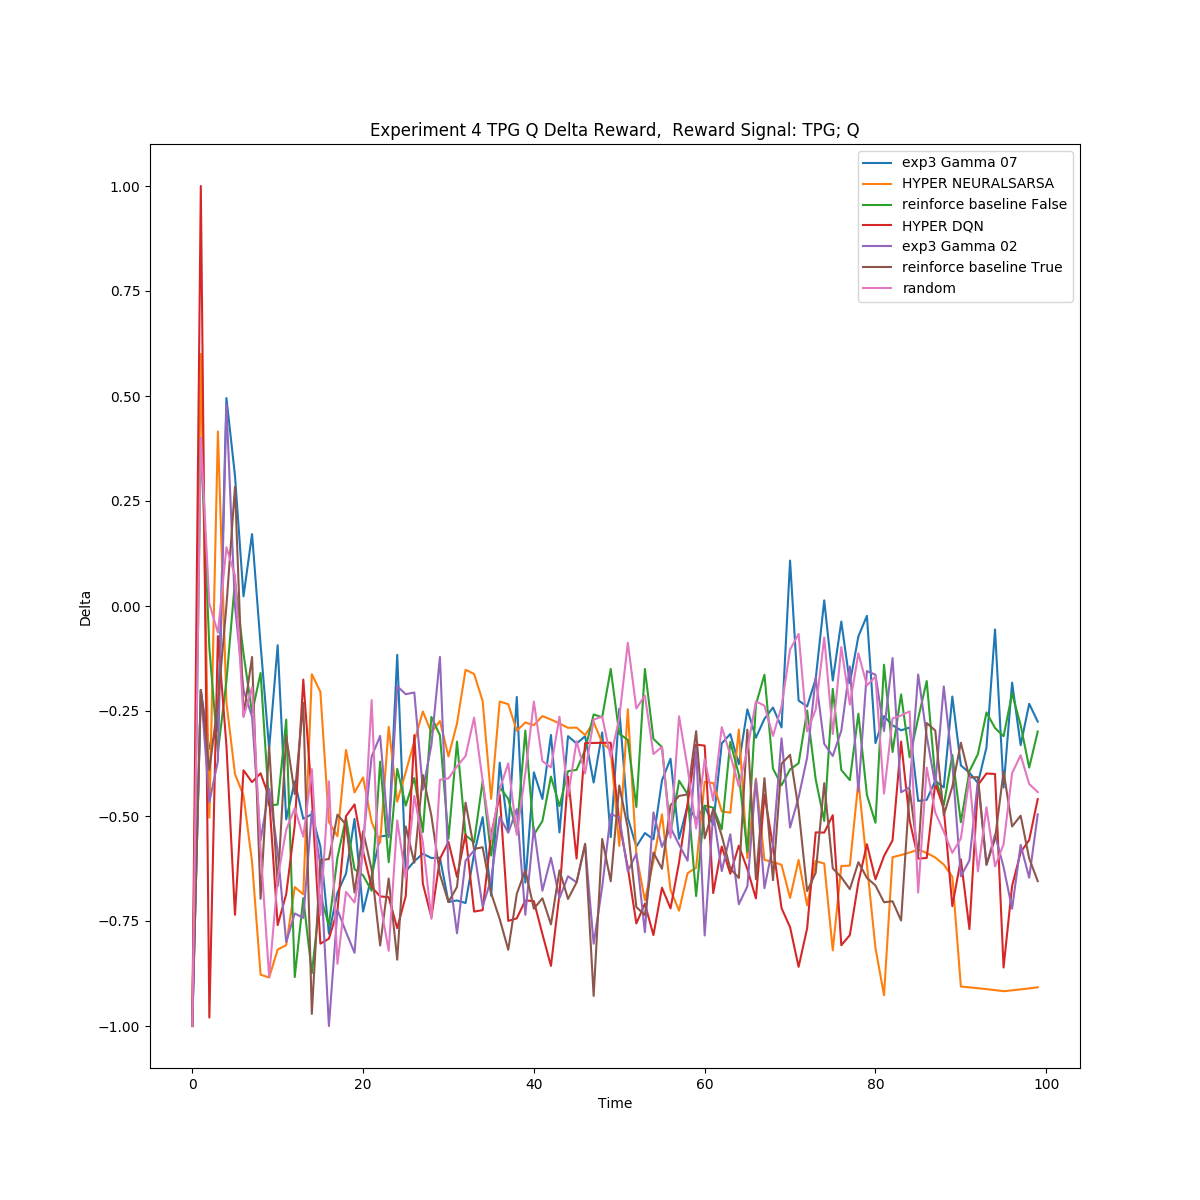 Experiment 4 TPG Q Delta Reward,  Reward Signal: TPG; Q
exp3 Gamma 07
HYPER NEURALSARSA
reinforce baseline False
HYPER DQN
exp3 Gamma 02
reinforce baseline True
random
1.00
0.75
0.50
0.25
0.00
−0.25
−0.50
−0.75
−1.00
Delta
0 20 40 60 80 100
Time